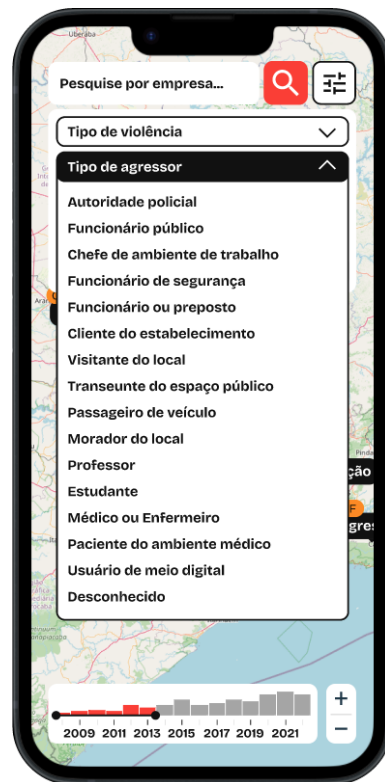 Uberaba
Pesquise por empresa...
Tipo de violência
Tipo de agressor
Autoridade policial
Funcionário público
Chefe de ambiente de trabalho
Funcionário de segurança
Funcionário ou preposto
Cliente do estabelecimento
Visitante do local
Transeunte do espaço público
Passageiro de veículo
Morador do local
Professor
ção
Estudante
Médico ou Enfermeiro
F
gres
Paciente do ambiente médico
Usuário de meio digital
Desconhecido
+
2009 2011 2013 2015 2017 2019 2021
−